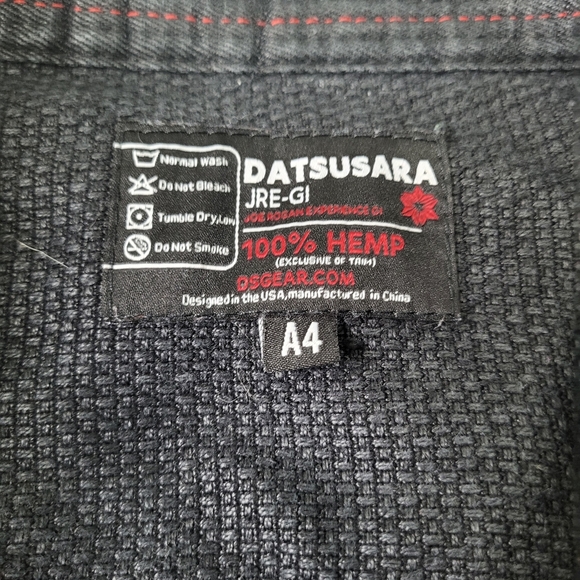 Normal Wash
Do Not Bleach
Tumble Dry, Low
Do Not Smoke
DATSUSARA
JRE-GI
JOE ROGAN EXPERIENCE GI
100% HEMP
(EXCLUSIVE OF TRIM)
DSGEAR.COM
Designed in the USA, manufactured in China
A4